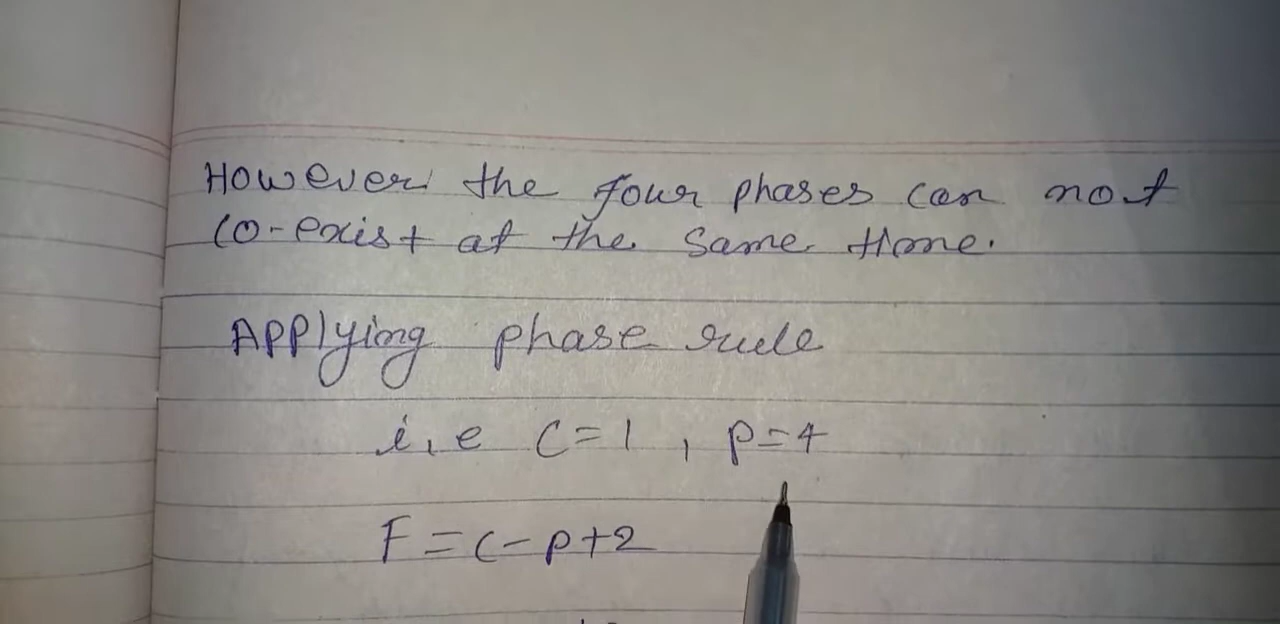 However the four phases can not
co-exist at the same time.
Applying phase rule
i,e C=1, P=4
F=C-P+2